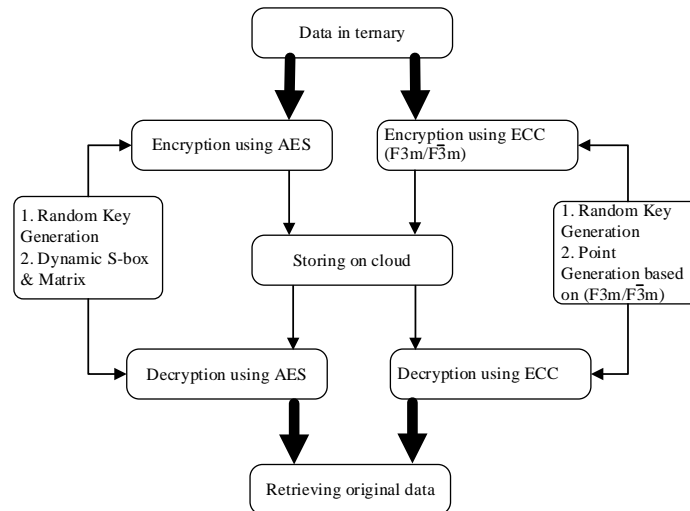 Data in ternary
Encryption using AES
Encryption using ECC
(F3m/F3̅m)
1. Random Key
Generation
2. Dynamic S-box
& Matrix
1. Random Key
Generation
2. Point
Generation based
on (F3m/F3̅m)
Storing on cloud
Decryption using AES
Decryption using ECC
Retrieving original data